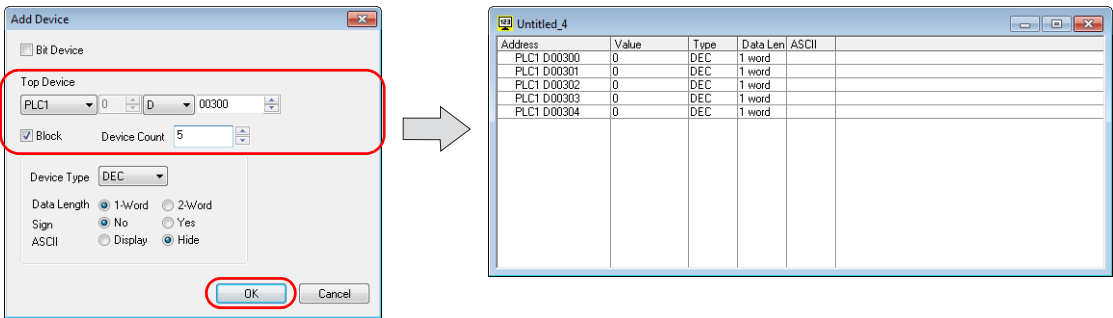 Add Device
Bit Device
Top Device
PLC1 0 D 00300
Block Device Count 5
Device Type DEC
Data Length 1-Word 2-Word
Sign No Yes
ASCII Display Hide
OK Cancel
Untitled_4
Address Value Type Data Len ASCII
PLC1 D00300 0 DEC 1 word
PLC1 D00301 0 DEC 1 word
PLC1 D00302 0 DEC 1 word
PLC1 D00303 0 DEC 1 word
PLC1 D00304 0 DEC 1 word